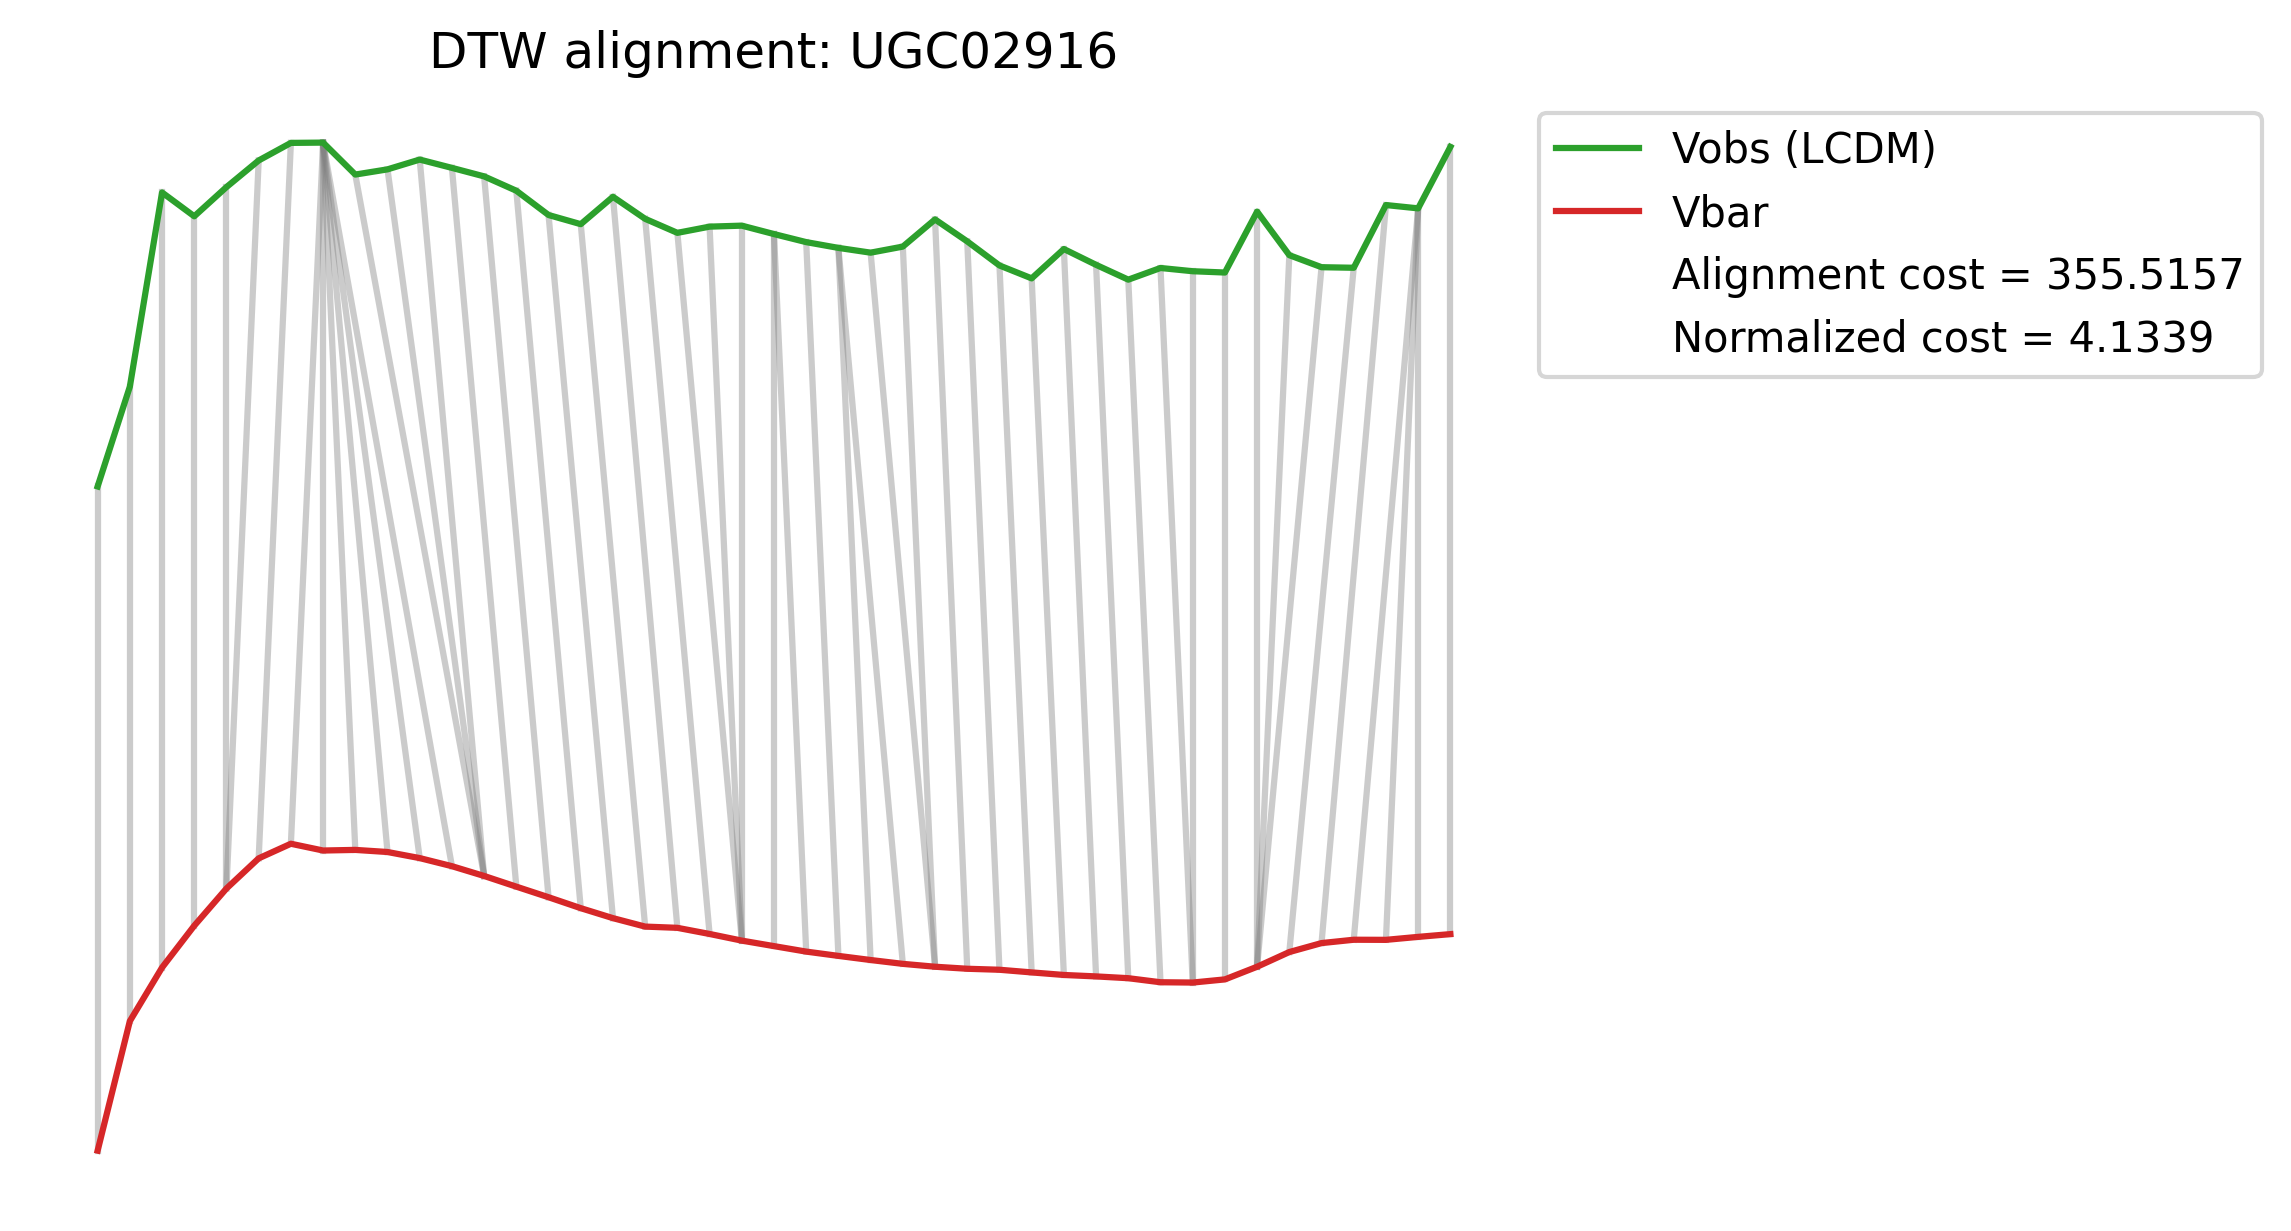 DTW alignment: UGC02916
Vobs (LCDM)
Vbar
Alignment cost = 355.5157
Normalized cost = 4.1339